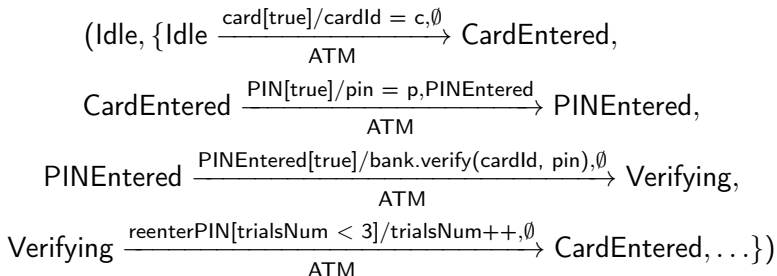 (Idle, {Idle card[true]/cardId = c,∅ ATM CardEntered,
CardEntered PIN[true]/pin = p,PINEntered ATM PINEntered,
PINEntered PINEntered[true]/bank.verify(cardId, pin),∅ ATM Verifying,
Verifying reenterPIN[trialsNum < 3]/trialsNum++,∅ ATM CardEntered, . . .})